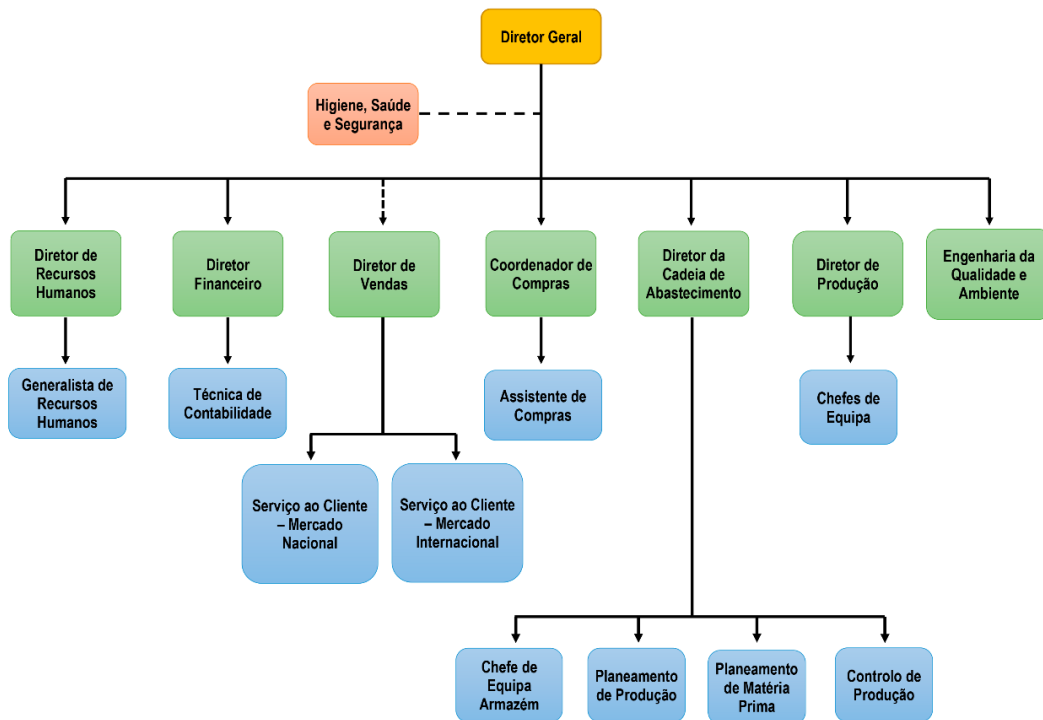 Diretor Geral
Higiene, Saúde
e Segurança
Diretor de
Recursos
Humanos
Diretor
Financeiro
Diretor de
Vendas
Coordenador de
Compras
Diretor da
Cadeia de
Abastecimento
Diretor de
Produção
Engenharia da
Qualidade e
Ambiente
Generalista de
Recursos
Humanos
Técnica de
Contabilidade
Assistente de
Compras
Chefes de
Equipa
Serviço ao Cliente
– Mercado
Nacional
Serviço ao Cliente
– Mercado
Internacional
Chefe de
Equipa
Armazém
Planeamento
de Produção
Planeamento
de Matéria
Prima
Controlo de
Produção